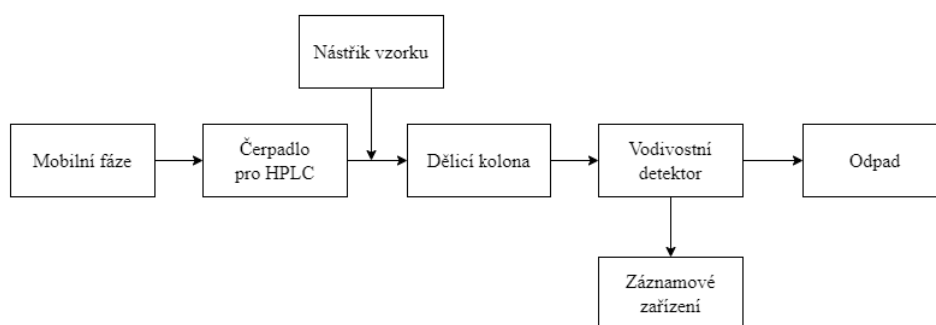 Nástřik vzorku
Mobilní fáze
Čerpadlo
pro HPLC
Dělicí kolona
Vodivostní
detektor
Odpad
Záznamové
zařízení